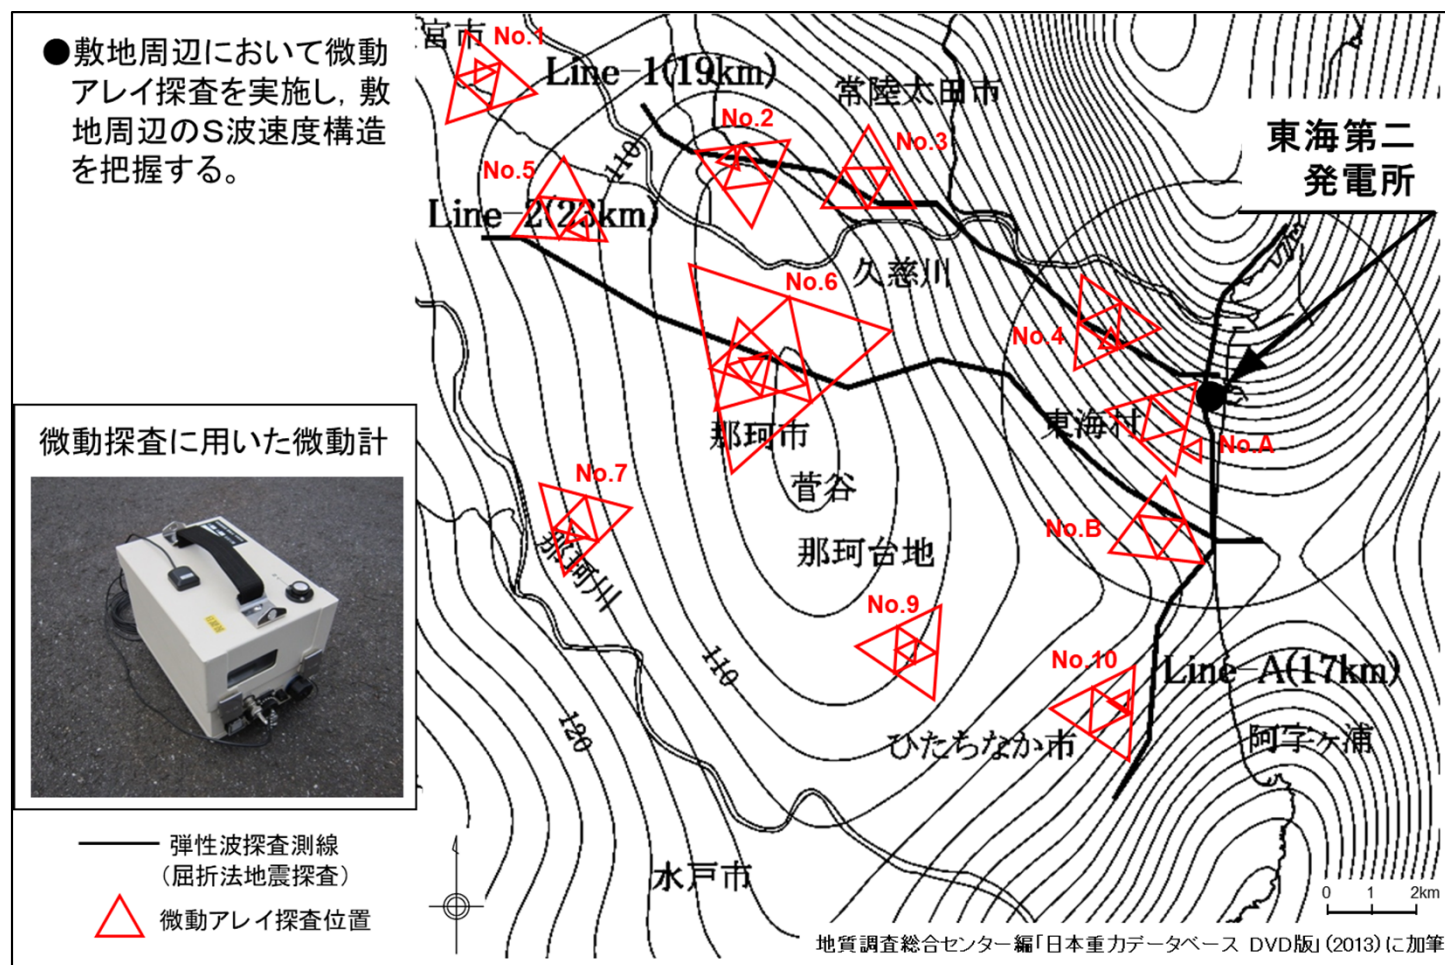 ●敷地周辺において微動
アレイ探査を実施し,敷
地周辺のS波速度構造
を把握する。
宮市
No.1
Line-1(19km)
常陸太田市
No.2
No.3
110
No.5
Line-2(23km)
東海第二
発電所
久慈川
No.6
No.4
東海村
No.A
那珂市
菅谷
No.7
那珂川
那珂台地
No.B
No.9
110
No.10
Line-A(17km)
120
ひたちなか市
阿字ヶ浦
水戸市
微動探査に用いた微動計
弾性波探査測線
(屈折法地震探査)
微動アレイ探査位置
0 1 2km
地質調査総合センター編「日本重力データベース DVD版」(2013)に加筆